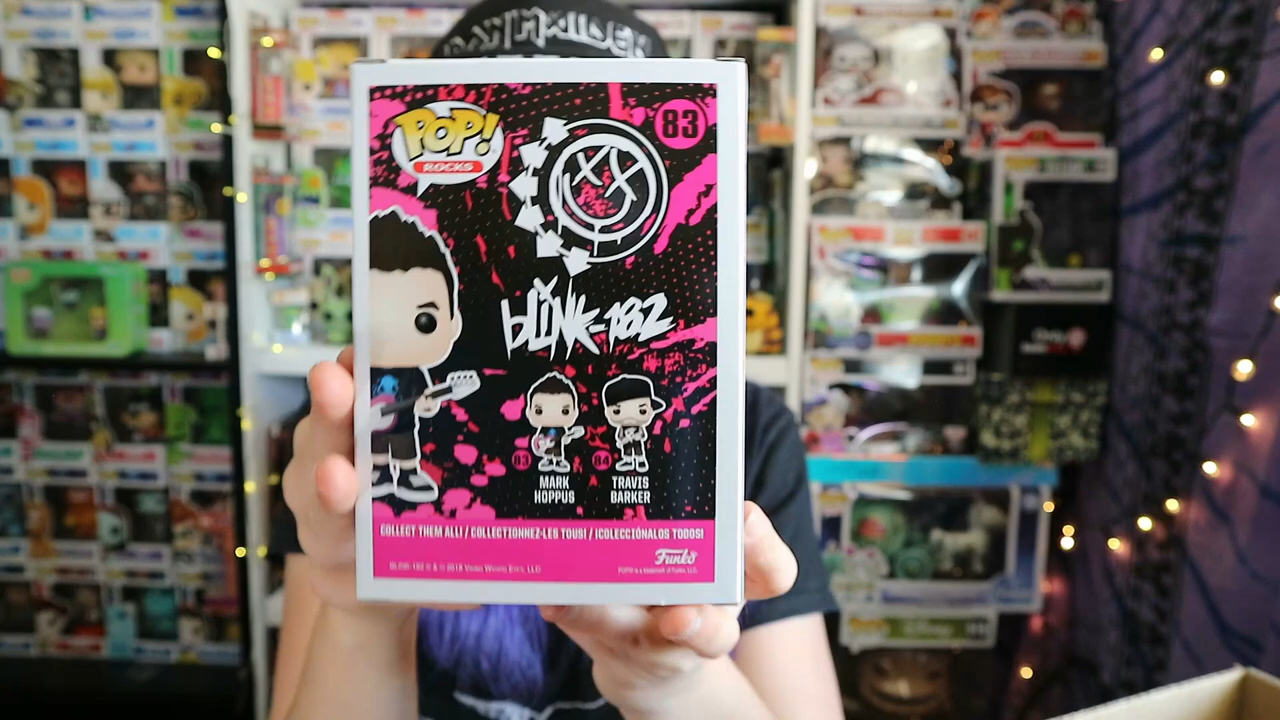 POP!
ROCKS
83
blink-182
83
84
MARK
HOPPUS
TRAVIS
BARKER
COLLECT THEM ALL! / COLLECTIONNEZ-LES TOUS! / ¡COLECCIÓNALOS TODOS!
Funko